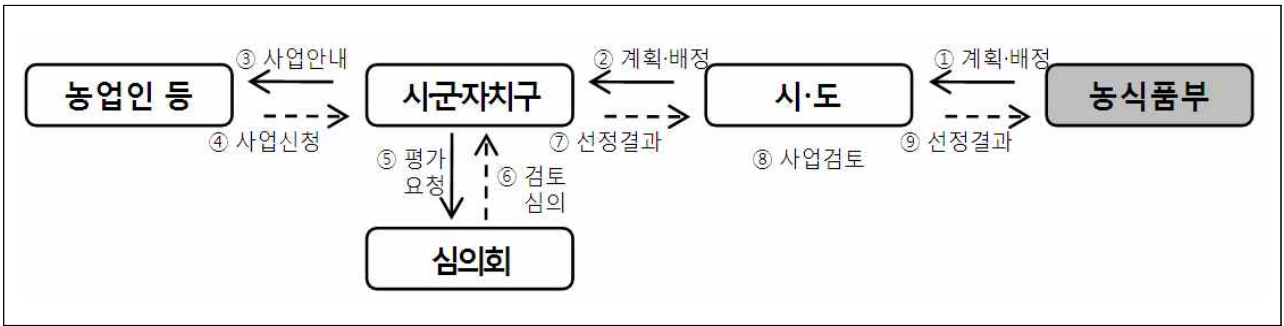 ③ 사업안내
② 계획·배정
① 계획·배정
농업인 등
시·군·자치구
시·도
농식품부
④ 사업신청
⑦ 선정결과
⑧ 사업검토
⑨ 선정결과
⑤ 평가
요청
⑥ 검토
심의
심의회